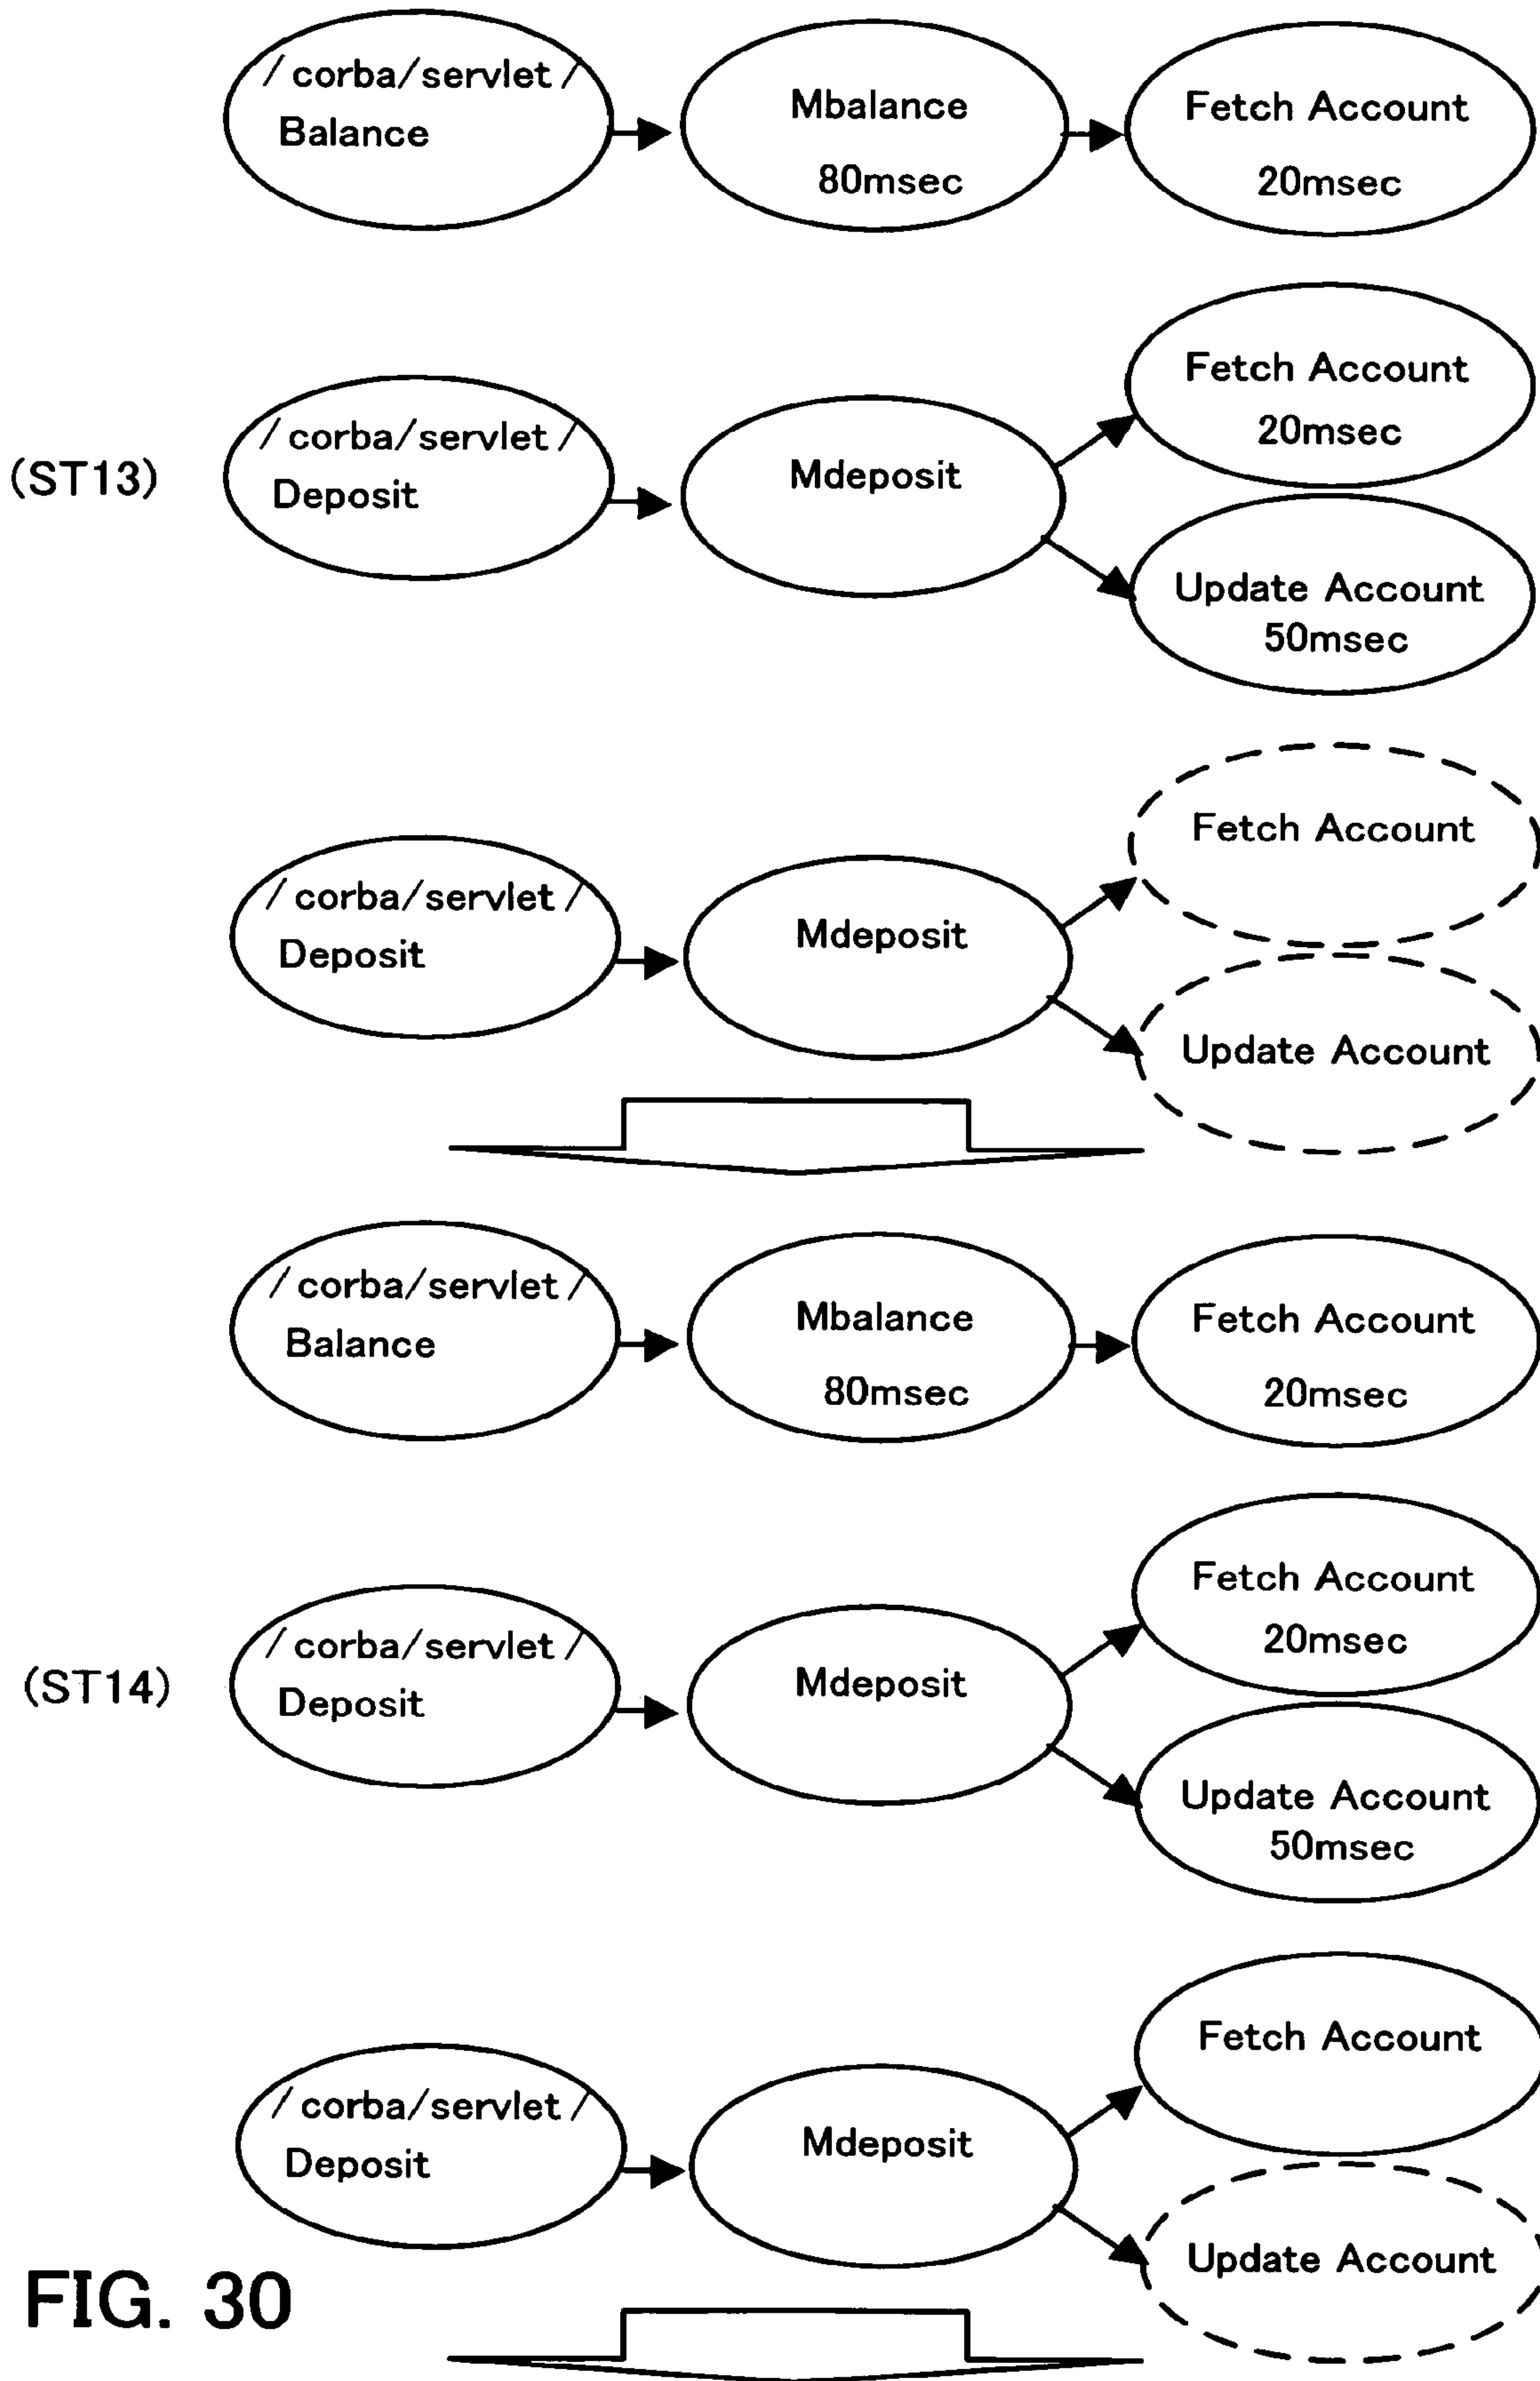 /corba/servlet/
Balance
Mbalance
80msec
Fetch Account
20msec
(ST13)
/corba/servlet/
Deposit
Mdeposit
Fetch Account
20msec
Update Account
50msec
/corba/servlet/
Deposit
Mdeposit
Fetch Account
Update Account
/corba/servlet/
Balance
Mbalance
80msec
Fetch Account
20msec
(ST14)
/corba/servlet/
Deposit
Mdeposit
Fetch Account
20msec
Update Account
50msec
/corba/servlet/
Deposit
Mdeposit
Fetch Account
Update Account
FIG. 30